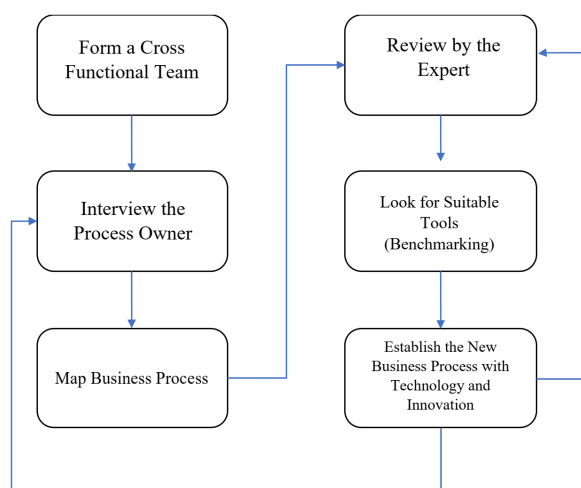 Form a Cross
Functional Team
Interview the
Process Owner
Map Business Process
Review by the
Expert
Look for Suitable
Tools
(Benchmarking)
Establish the New
Business Process with
Technology and
Innovation